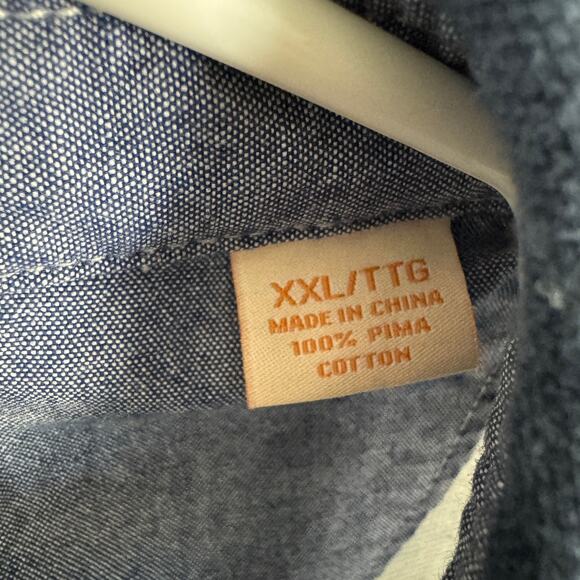 XXL/TTG
MADE IN CHINA
100% PIMA
COTTON